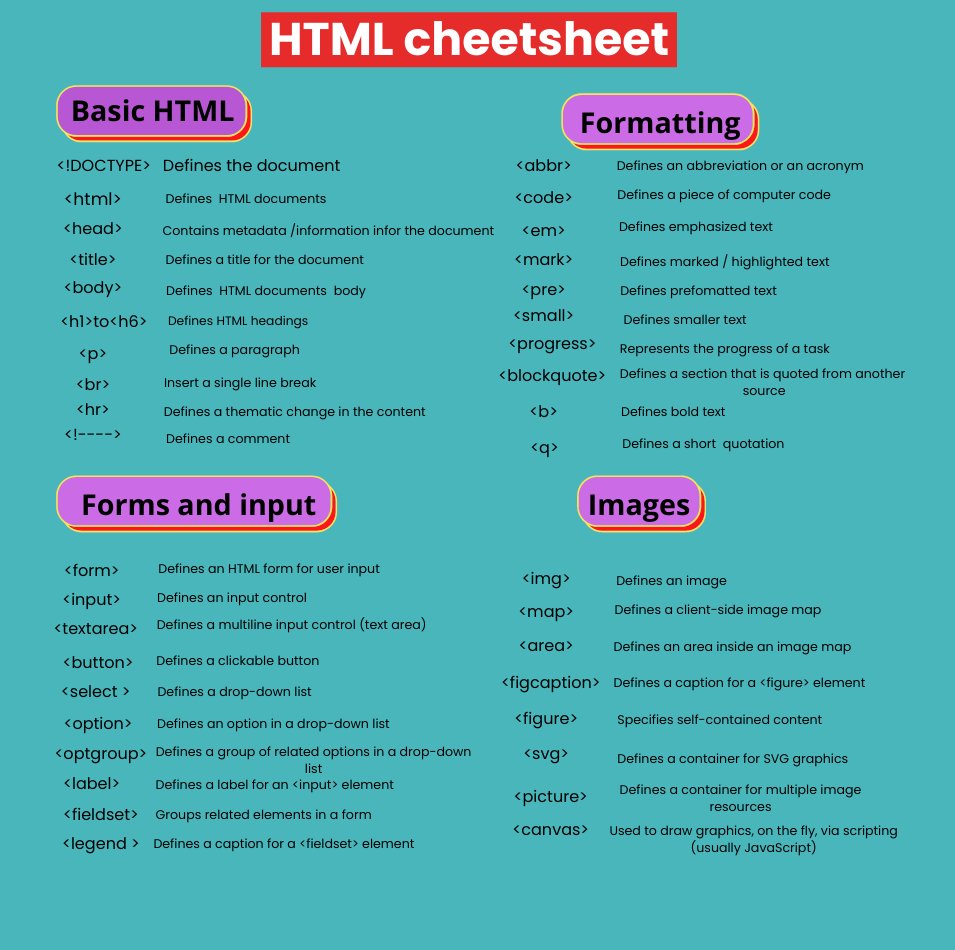 HTML cheetsheet
Basic HTML
<!DOCTYPE> Defines the document
<html> Defines HTML documents
<head> Contains metadata /information infor the document
<title> Defines a title for the document
<body> Defines HTML documents body
<h1>to<h6> Defines HTML headings
<p> Defines a paragraph
<br> Insert a single line break
<hr> Defines a thematic change in the content
<!----> Defines a comment
Formatting
<abbr> Defines an abbreviation or an acronym
<code> Defines a piece of computer code
<em> Defines emphasized text
<mark> Defines marked / highlighted text
<pre> Defines prefomatted text
<small> Defines smaller text
<progress> Represents the progress of a task
<blockquote> Defines a section that is quoted from another
source
<b> Defines bold text
<q> Defines a short quotation
Forms and input
<form> Defines an HTML form for user input
<input> Defines an input control
<textarea> Defines a multiline input control (text area)
<button> Defines a clickable button
<select > Defines a drop-down list
<option> Defines an option in a drop-down list
<optgroup> Defines a group of related options in a drop-down
list
<label> Defines a label for an <input> element
<fieldset> Groups related elements in a form
<legend > Defines a caption for a <fieldset> element
Images
<img> Defines an image
<map> Defines a client-side image map
<area> Defines an area inside an image map
<figcaption> Defines a caption for a <figure> element
<figure> Specifies self-contained content
<svg> Defines a container for SVG graphics
<picture> Defines a container for multiple image
resources
<canvas> Used to draw graphics, on the fly, via scripting
(usually JavaScript)